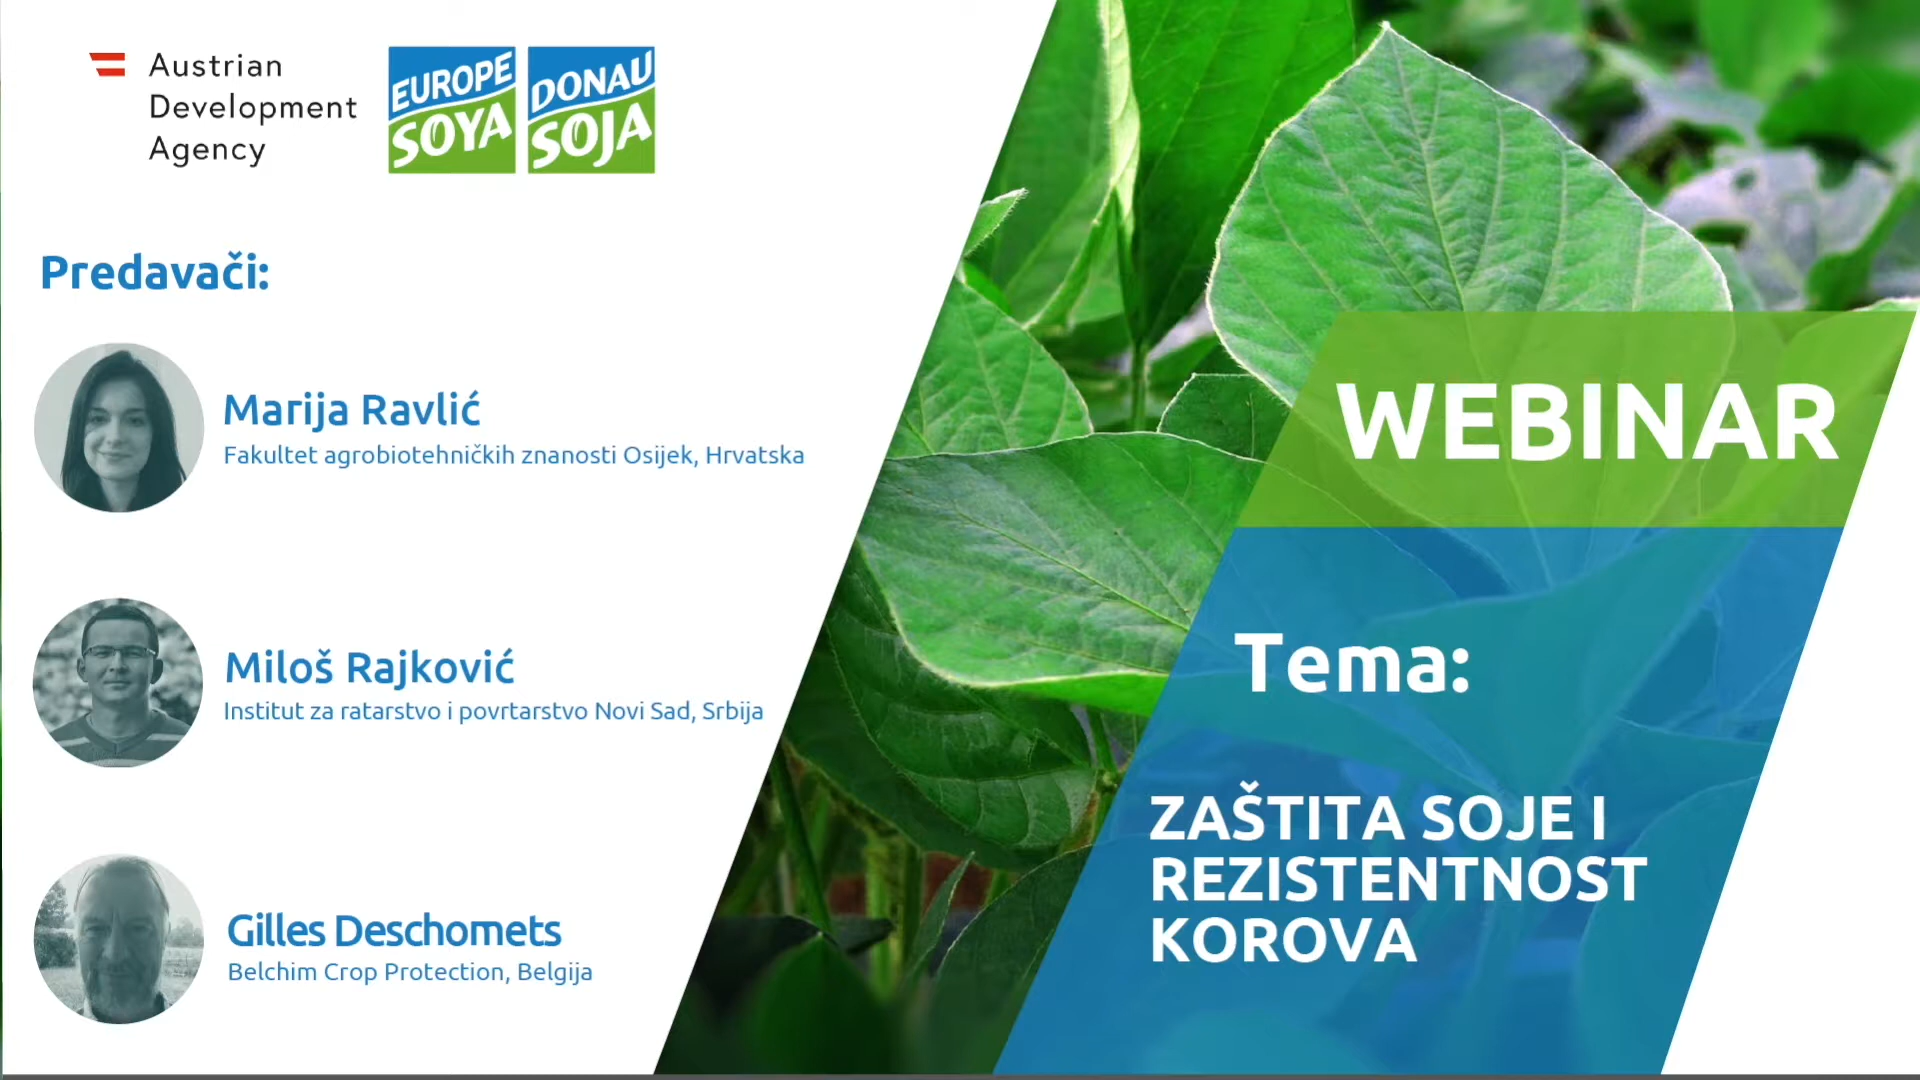 Austrian
Development
Agency
EUROPE
SOYA
DONAU
SOJA
Predavači:
Marija Ravlić
Fakultet agrobiotehničkih znanosti Osijek, Hrvatska
Miloš Rajković
Institut za ratarstvo i povrtarstvo Novi Sad, Srbija
Gilles Deschomets
Belchim Crop Protection, Belgija
WEBINAR
Tema:
ZAŠTITA SOJE I
REZISTENTNOST
KOROVA